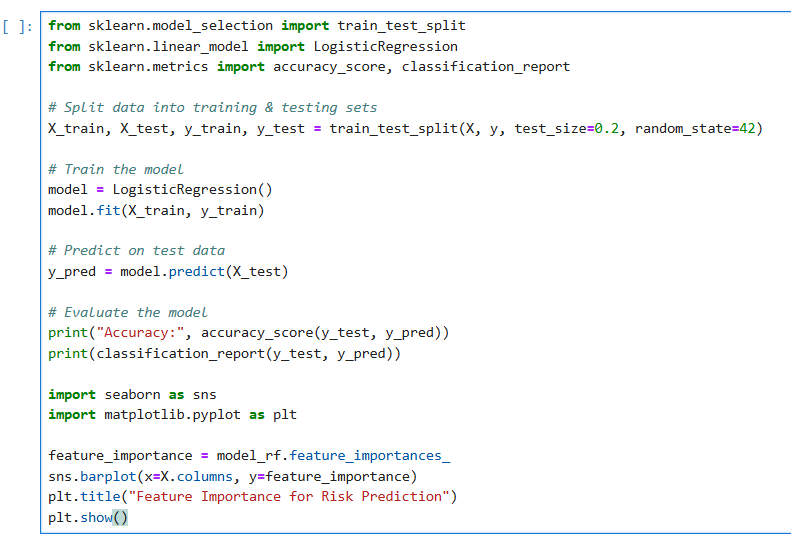 [ ]:
from sklearn.model_selection import train_test_split
from sklearn.linear_model import LogisticRegression
from sklearn.metrics import accuracy_score, classification_report
# Split data into training & testing sets
X_train, X_test, y_train, y_test = train_test_split(X, y, test_size=0.2, random_state=42)
# Train the model
model = LogisticRegression()
model.fit(X_train, y_train)
# Predict on test data
y_pred = model.predict(X_test)
# Evaluate the model
print("Accuracy:", accuracy_score(y_test, y_pred))
print(classification_report(y_test, y_pred))
import seaborn as sns
import matplotlib.pyplot as plt
feature_importance = model_rf.feature_importances_
sns.barplot(x=X.columns, y=feature_importance)
plt.title("Feature Importance for Risk Prediction")
plt.show()